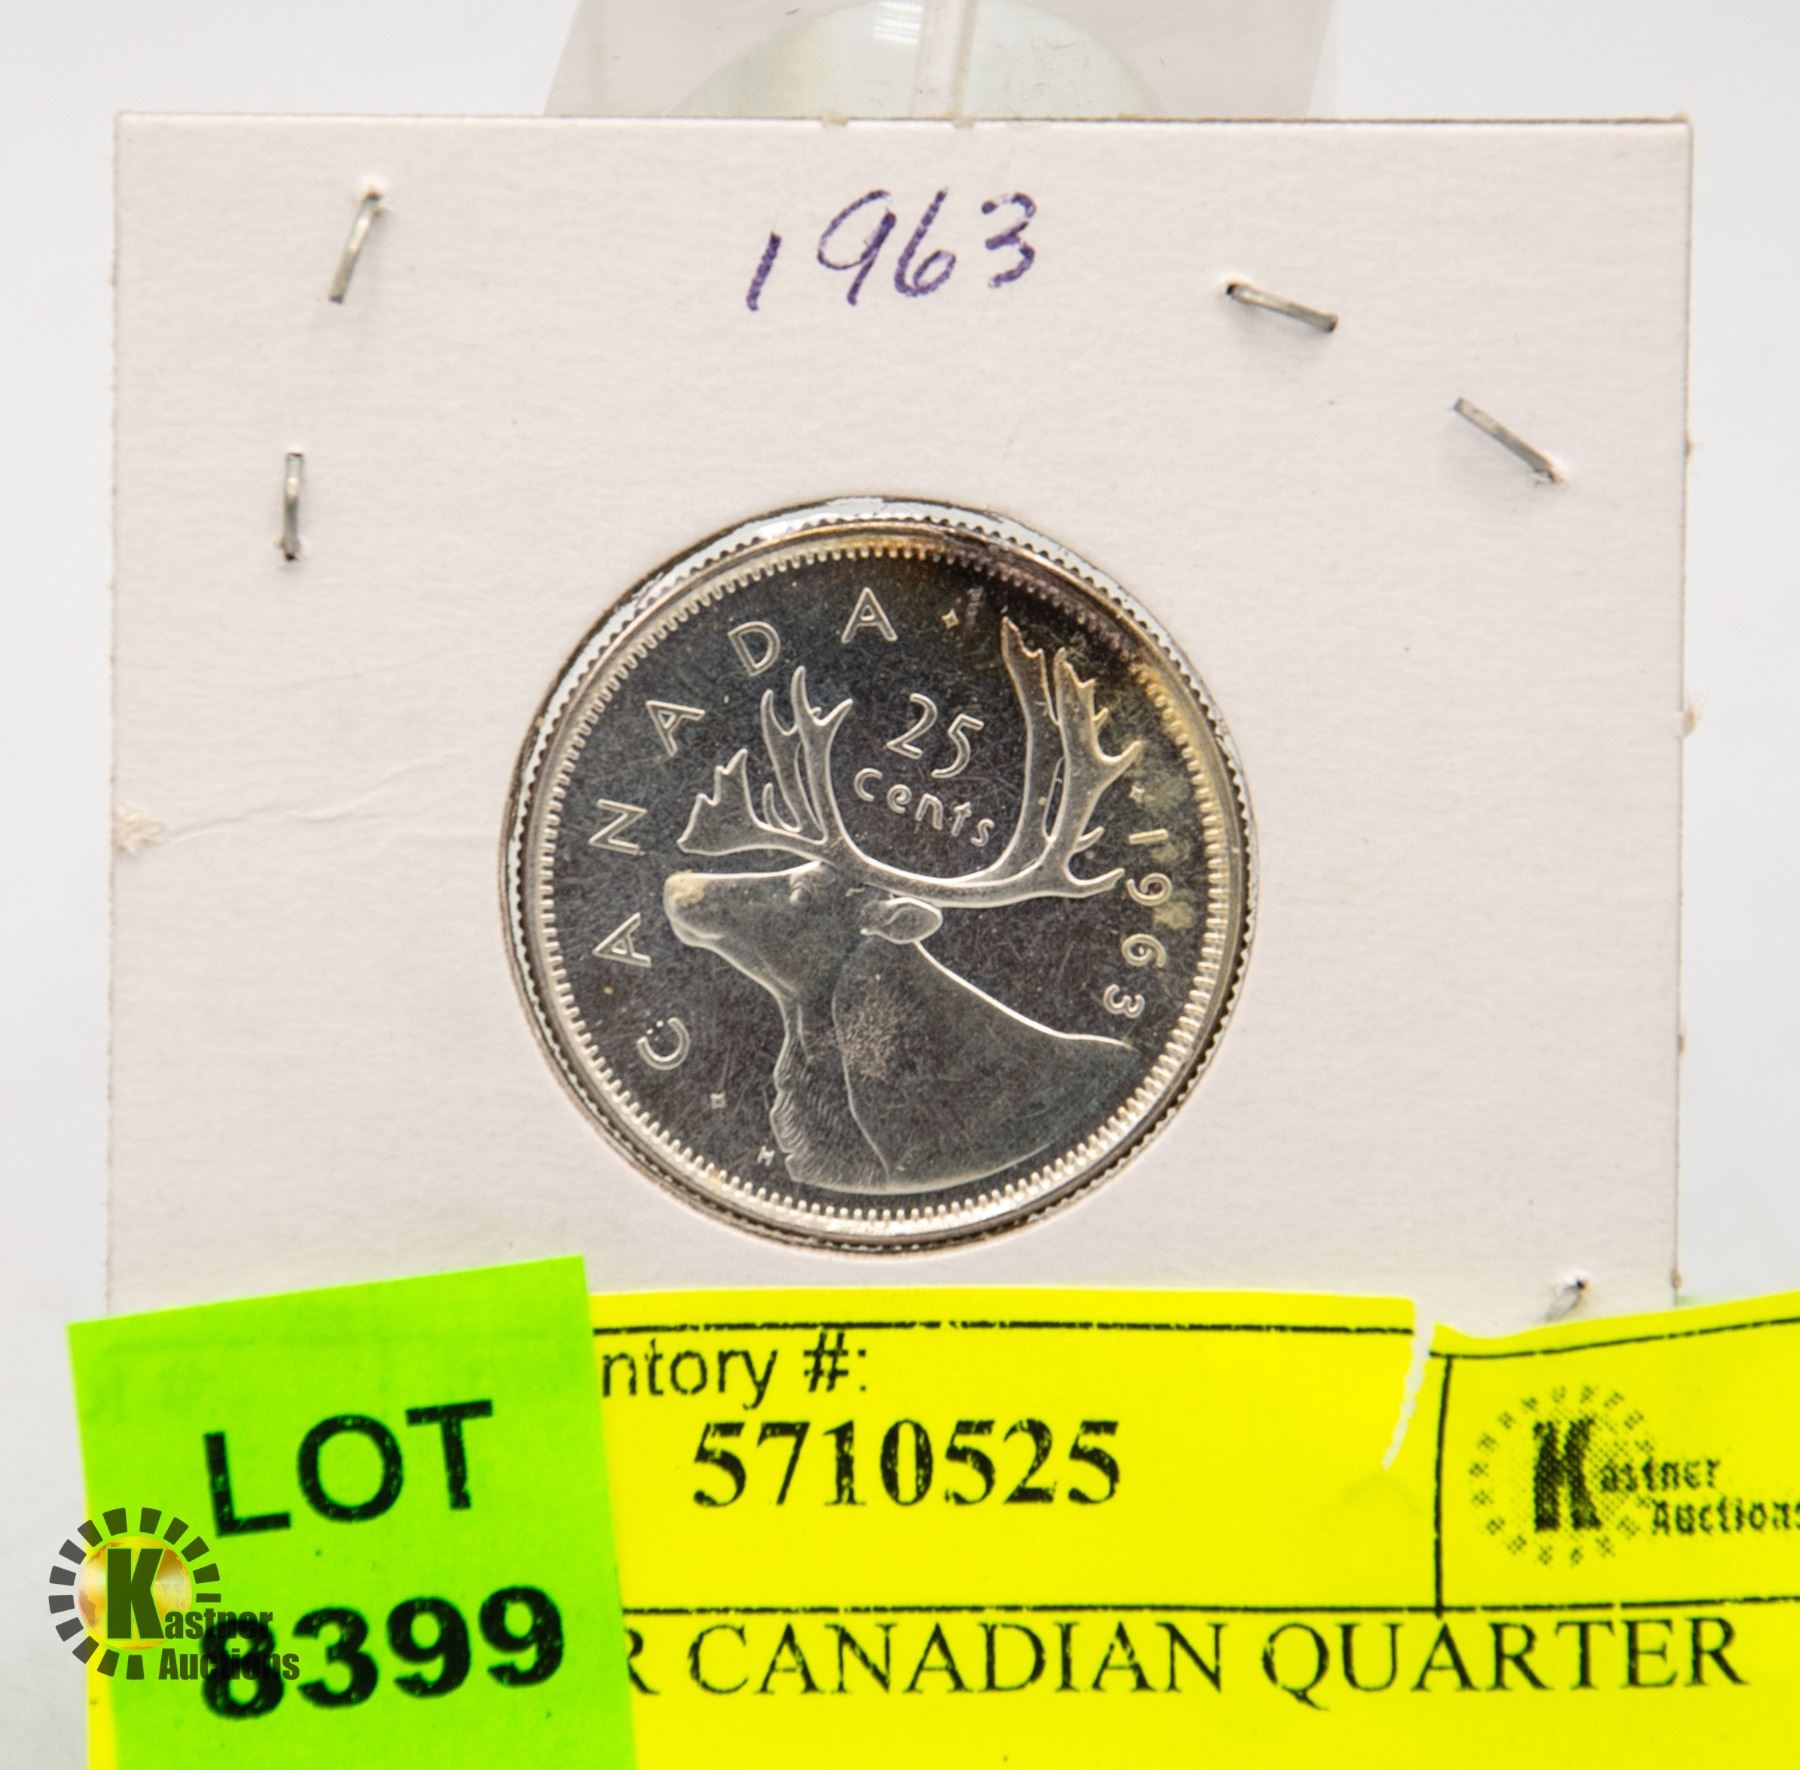 1963
CANADA
25
cents
1963
H
ntory #:
5710525
Kastner
Auctions
LOT
8399
R CANADIAN QUARTER
Kastner
Auctions